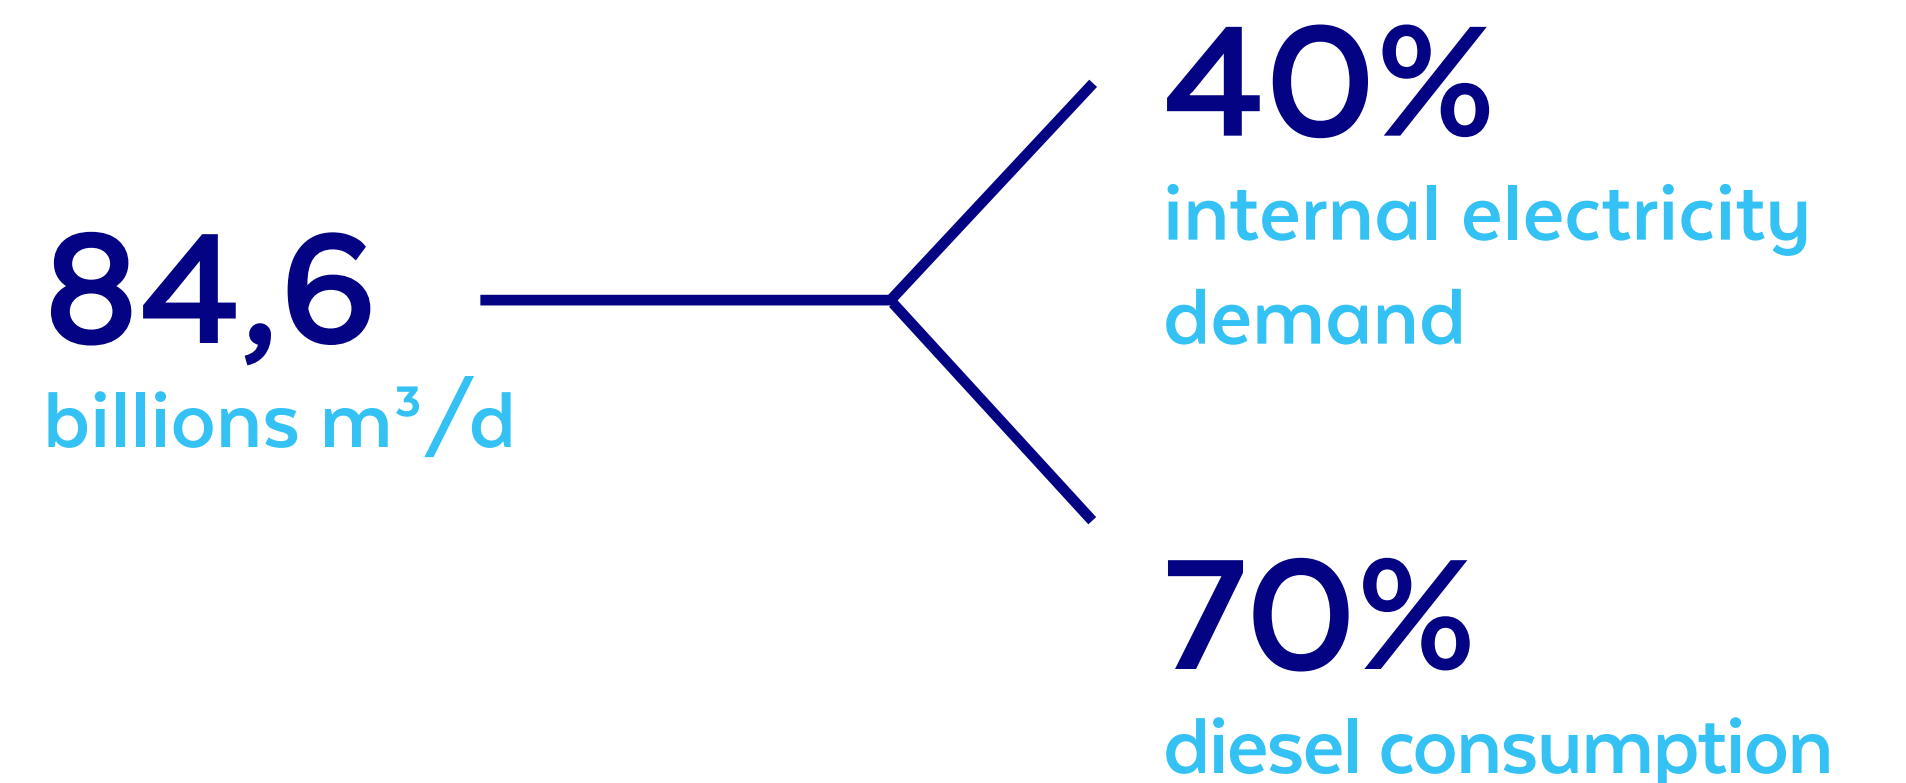 84,6
billions m³/d
40%
internal electricity
demand
70%
diesel consumption